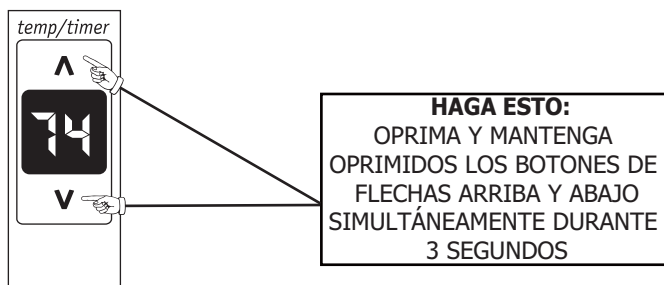 temp/timer
∧
74
∨
HAGA ESTO:
OPRIMA Y MANTENGA
OPRIMIDOS LOS BOTONES DE
FLECHAS ARRIBA Y ABAJO
SIMULTÁNEAMENTE DURANTE
3 SEGUNDOS